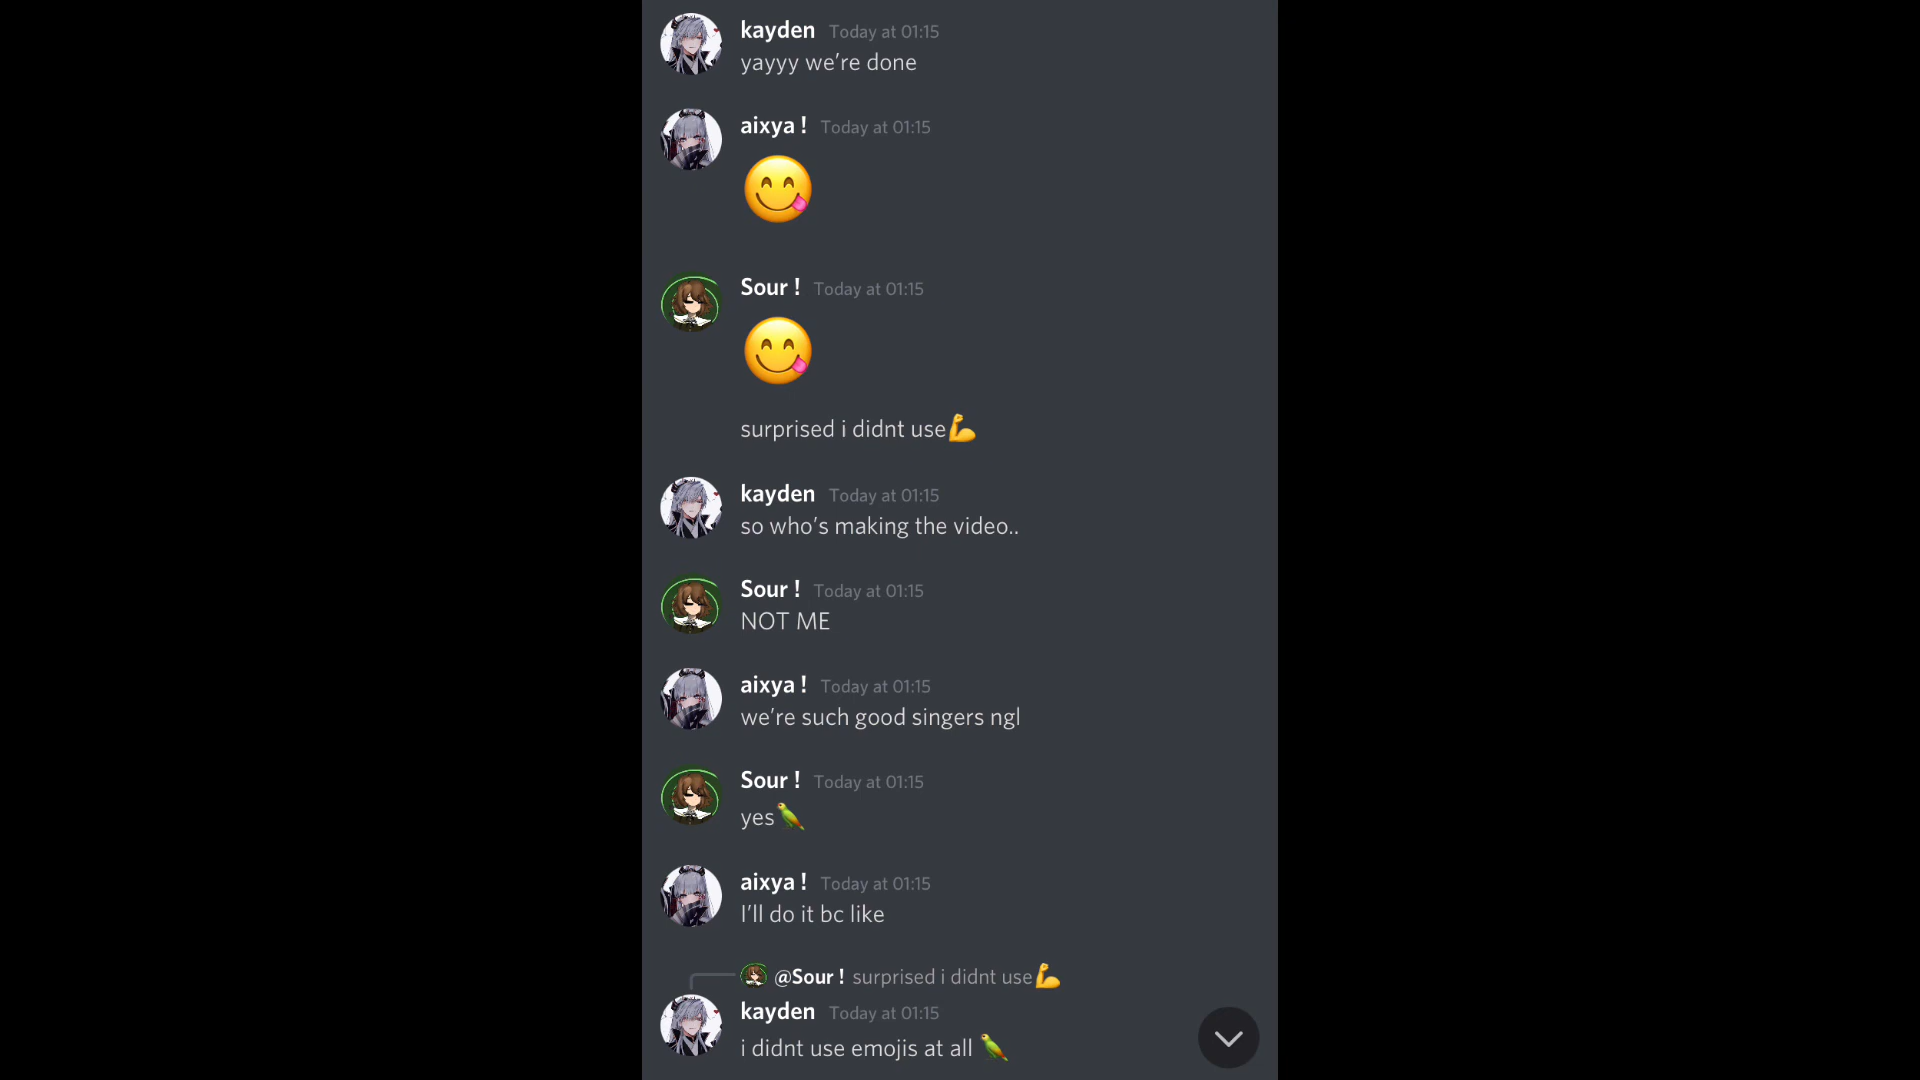 kayden Today at 01:15
yayyy we’re done
aixya ! Today at 01:15
😋
Sour ! Today at 01:15
😋
surprised i didnt use💪
kayden Today at 01:15
so who’s making the video..
Sour ! Today at 01:15
NOT ME
aixya ! Today at 01:15
we’re such good singers ngl
Sour ! Today at 01:15
yes🦜
aixya ! Today at 01:15
I’ll do it bc like
@Sour ! surprised i didnt use💪
kayden Today at 01:15
i didnt use emojis at all 🦜